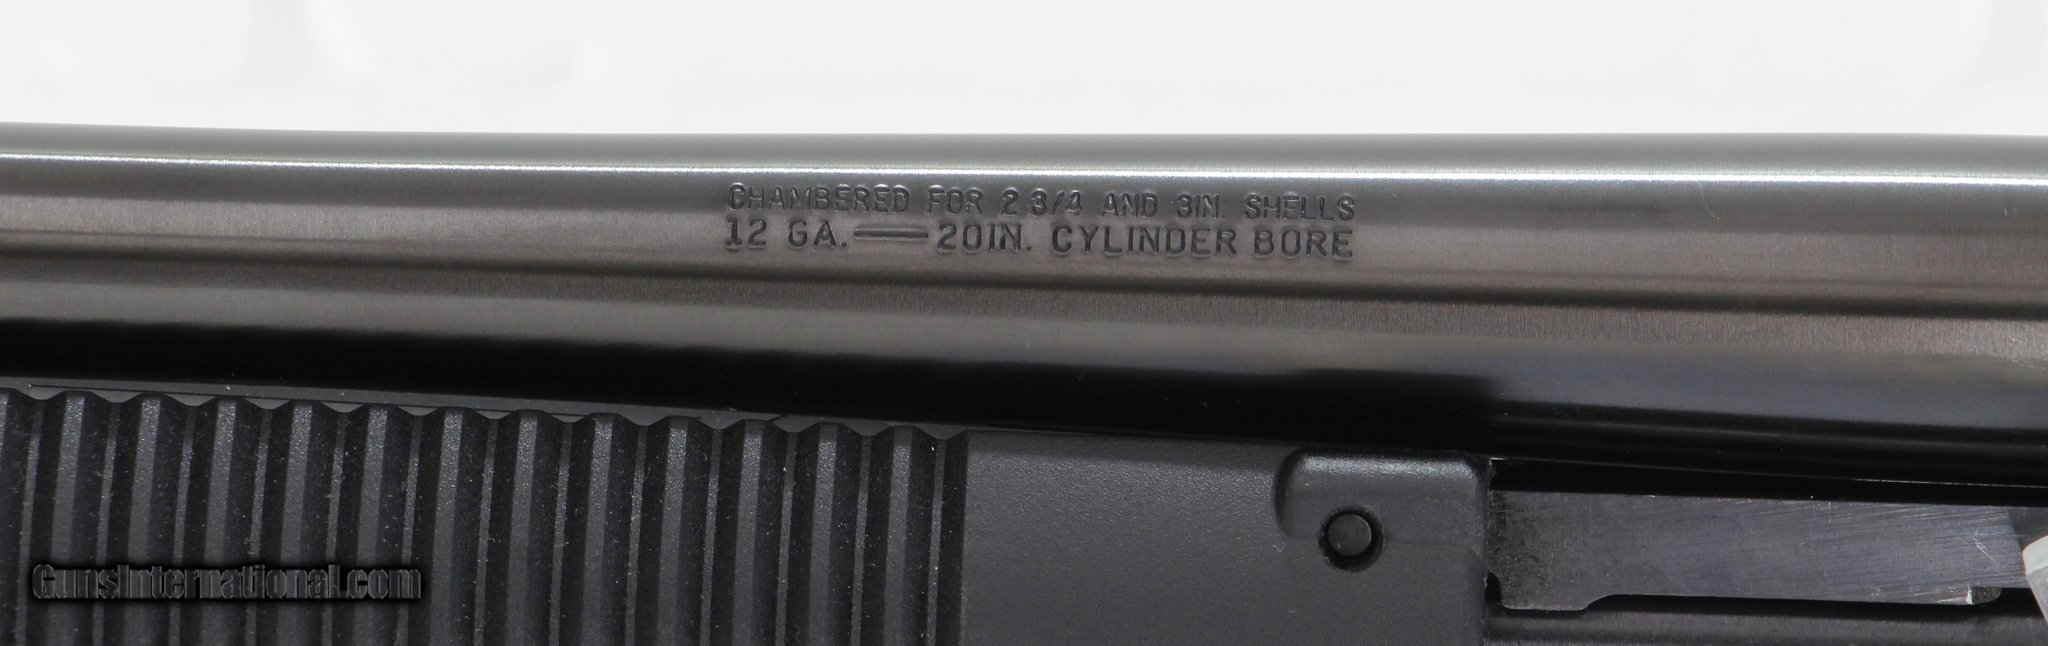 CHAMBERED FOR 2 3/4 AND 3IN. SHELLS
12 GA. — 20IN. CYLINDER BORE
GunsInternational.com